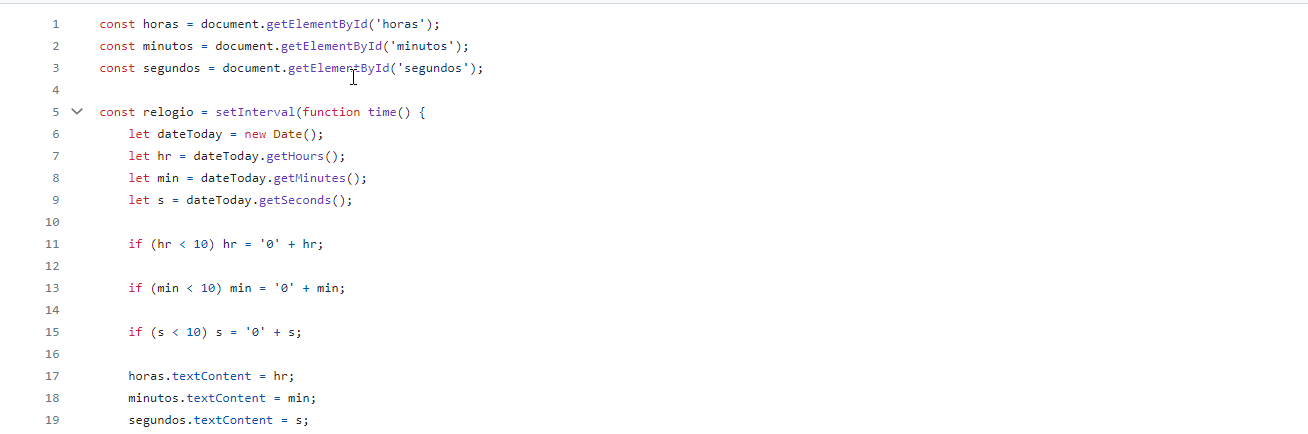 1 const horas = document.getElementById('horas');
2 const minutos = document.getElementById('minutos');
3 const segundos = document.getElementById('segundos');
4
5 const relogio = setInterval(function time() {
6 let dateToday = new Date();
7 let hr = dateToday.getHours();
8 let min = dateToday.getMinutes();
9 let s = dateToday.getSeconds();
10
11 if (hr < 10) hr = '0' + hr;
12
13 if (min < 10) min = '0' + min;
14
15 if (s < 10) s = '0' + s;
16
17 horas.textContent = hr;
18 minutos.textContent = min;
19 segundos.textContent = s;